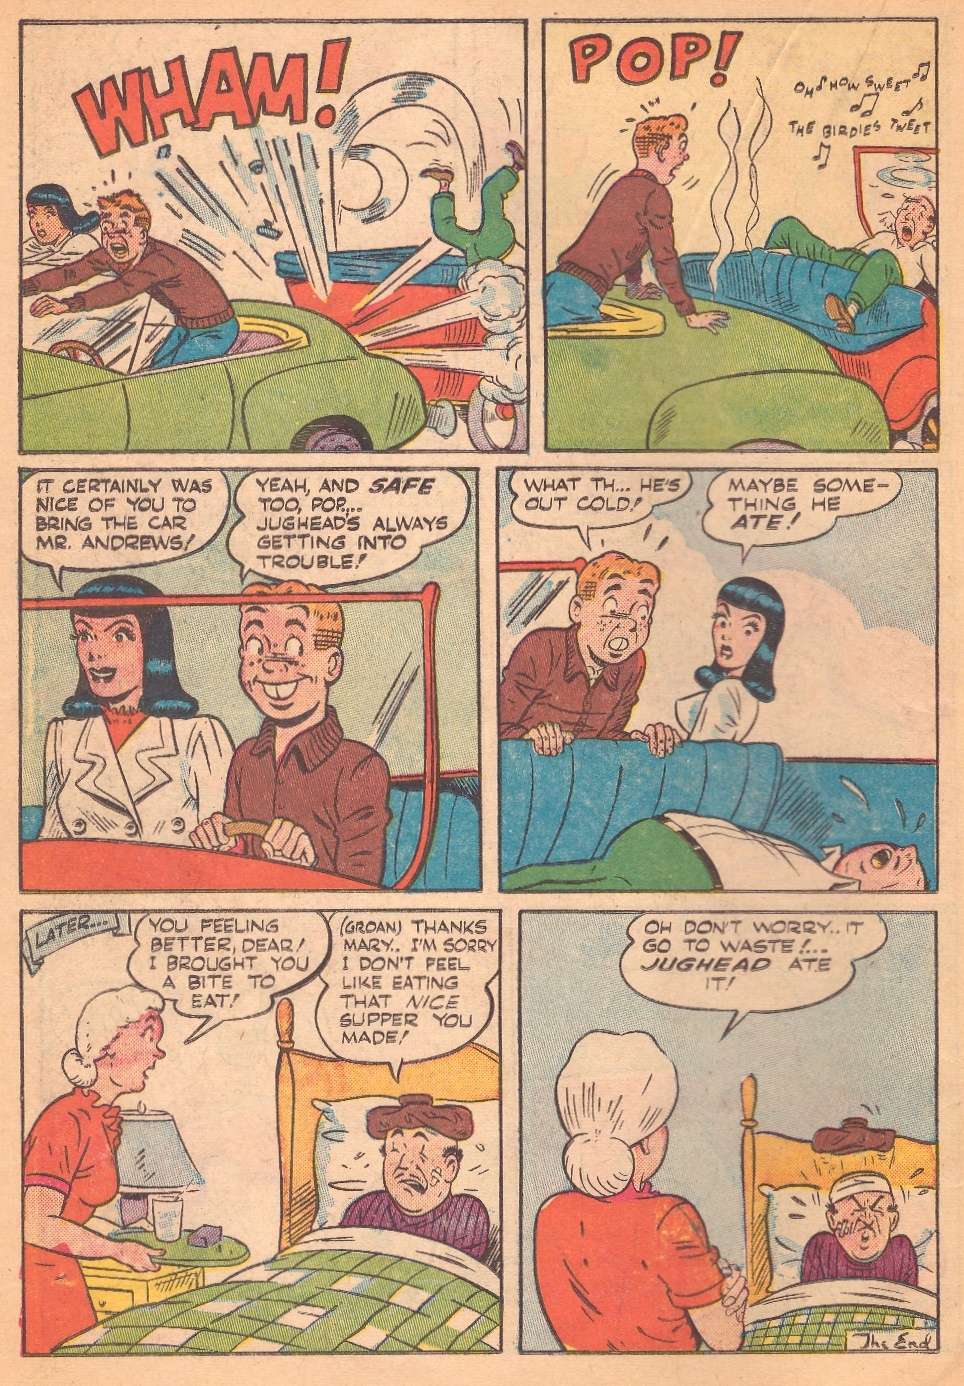 WHAM!
POP!
OH HOW SWEET
THE BIRDIES TWEET
IT CERTAINLY WAS
NICE OF YOU TO
BRING THE CAR
MR. ANDREWS!
YEAH, AND SAFE
TOO, POP...
JUGHEAD'S ALWAYS
GETTING INTO
TROUBLE!
WHAT TH... HE'S
OUT COLD!
MAYBE SOME-
THING HE
ATE!
LATER...
YOU FEELING
BETTER, DEAR!
I BROUGHT YOU
A BITE TO
EAT!
(GROAN) THANKS
MARY.. I'M SORRY
I DON'T FEEL
LIKE EATING
THAT NICE
SUPPER YOU
MADE!
OH DON'T WORRY.. IT
GO TO WASTE!...
JUGHEAD ATE
IT!
The End